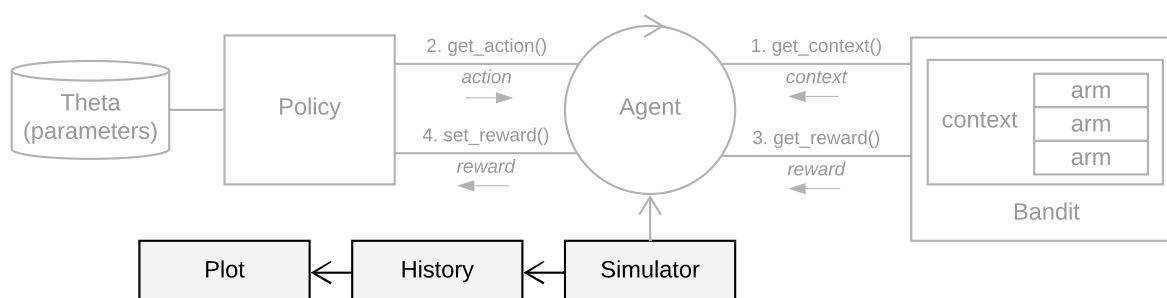 2. get_action()
1. get_context()
action
context
Theta
(parameters)
Policy
Agent
context
arm
arm
arm
4. set_reward()
3. get_reward()
reward
reward
Bandit
Plot
History
Simulator